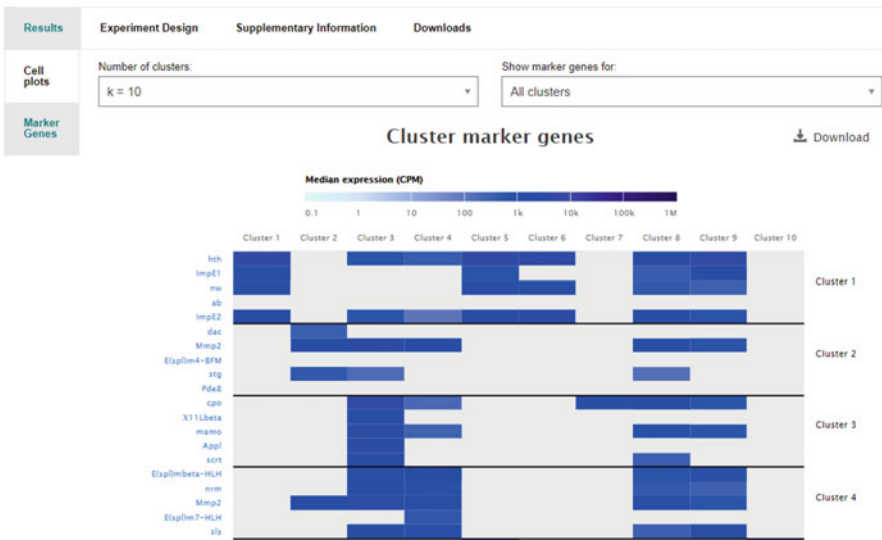 Results Experiment Design Supplementary Information Downloads
Cell plots
Number of clusters: Show marker genes for:
k = 10 All clusters
Marker Genes
Cluster marker genes Download
Median expression (CPM)
0.1 1 10 100 1k 10k 100k 1M
Cluster 1 Cluster 2 Cluster 3 Cluster 4 Cluster 5 Cluster 6 Cluster 7 Cluster 8 Cluster 9 Cluster 10
hth
ImpE1
nw
ab
ImpE2
Cluster 1
dac
Mmp2
E(spl)m4-BFM
stg
Pde8
Cluster 2
cpo
X11Lbeta
mamo
Appl
scrt
Cluster 3
E(spl)mbeta-HLH
nrm
Mmp2
E(spl)m7-HLH
sls
Cluster 4